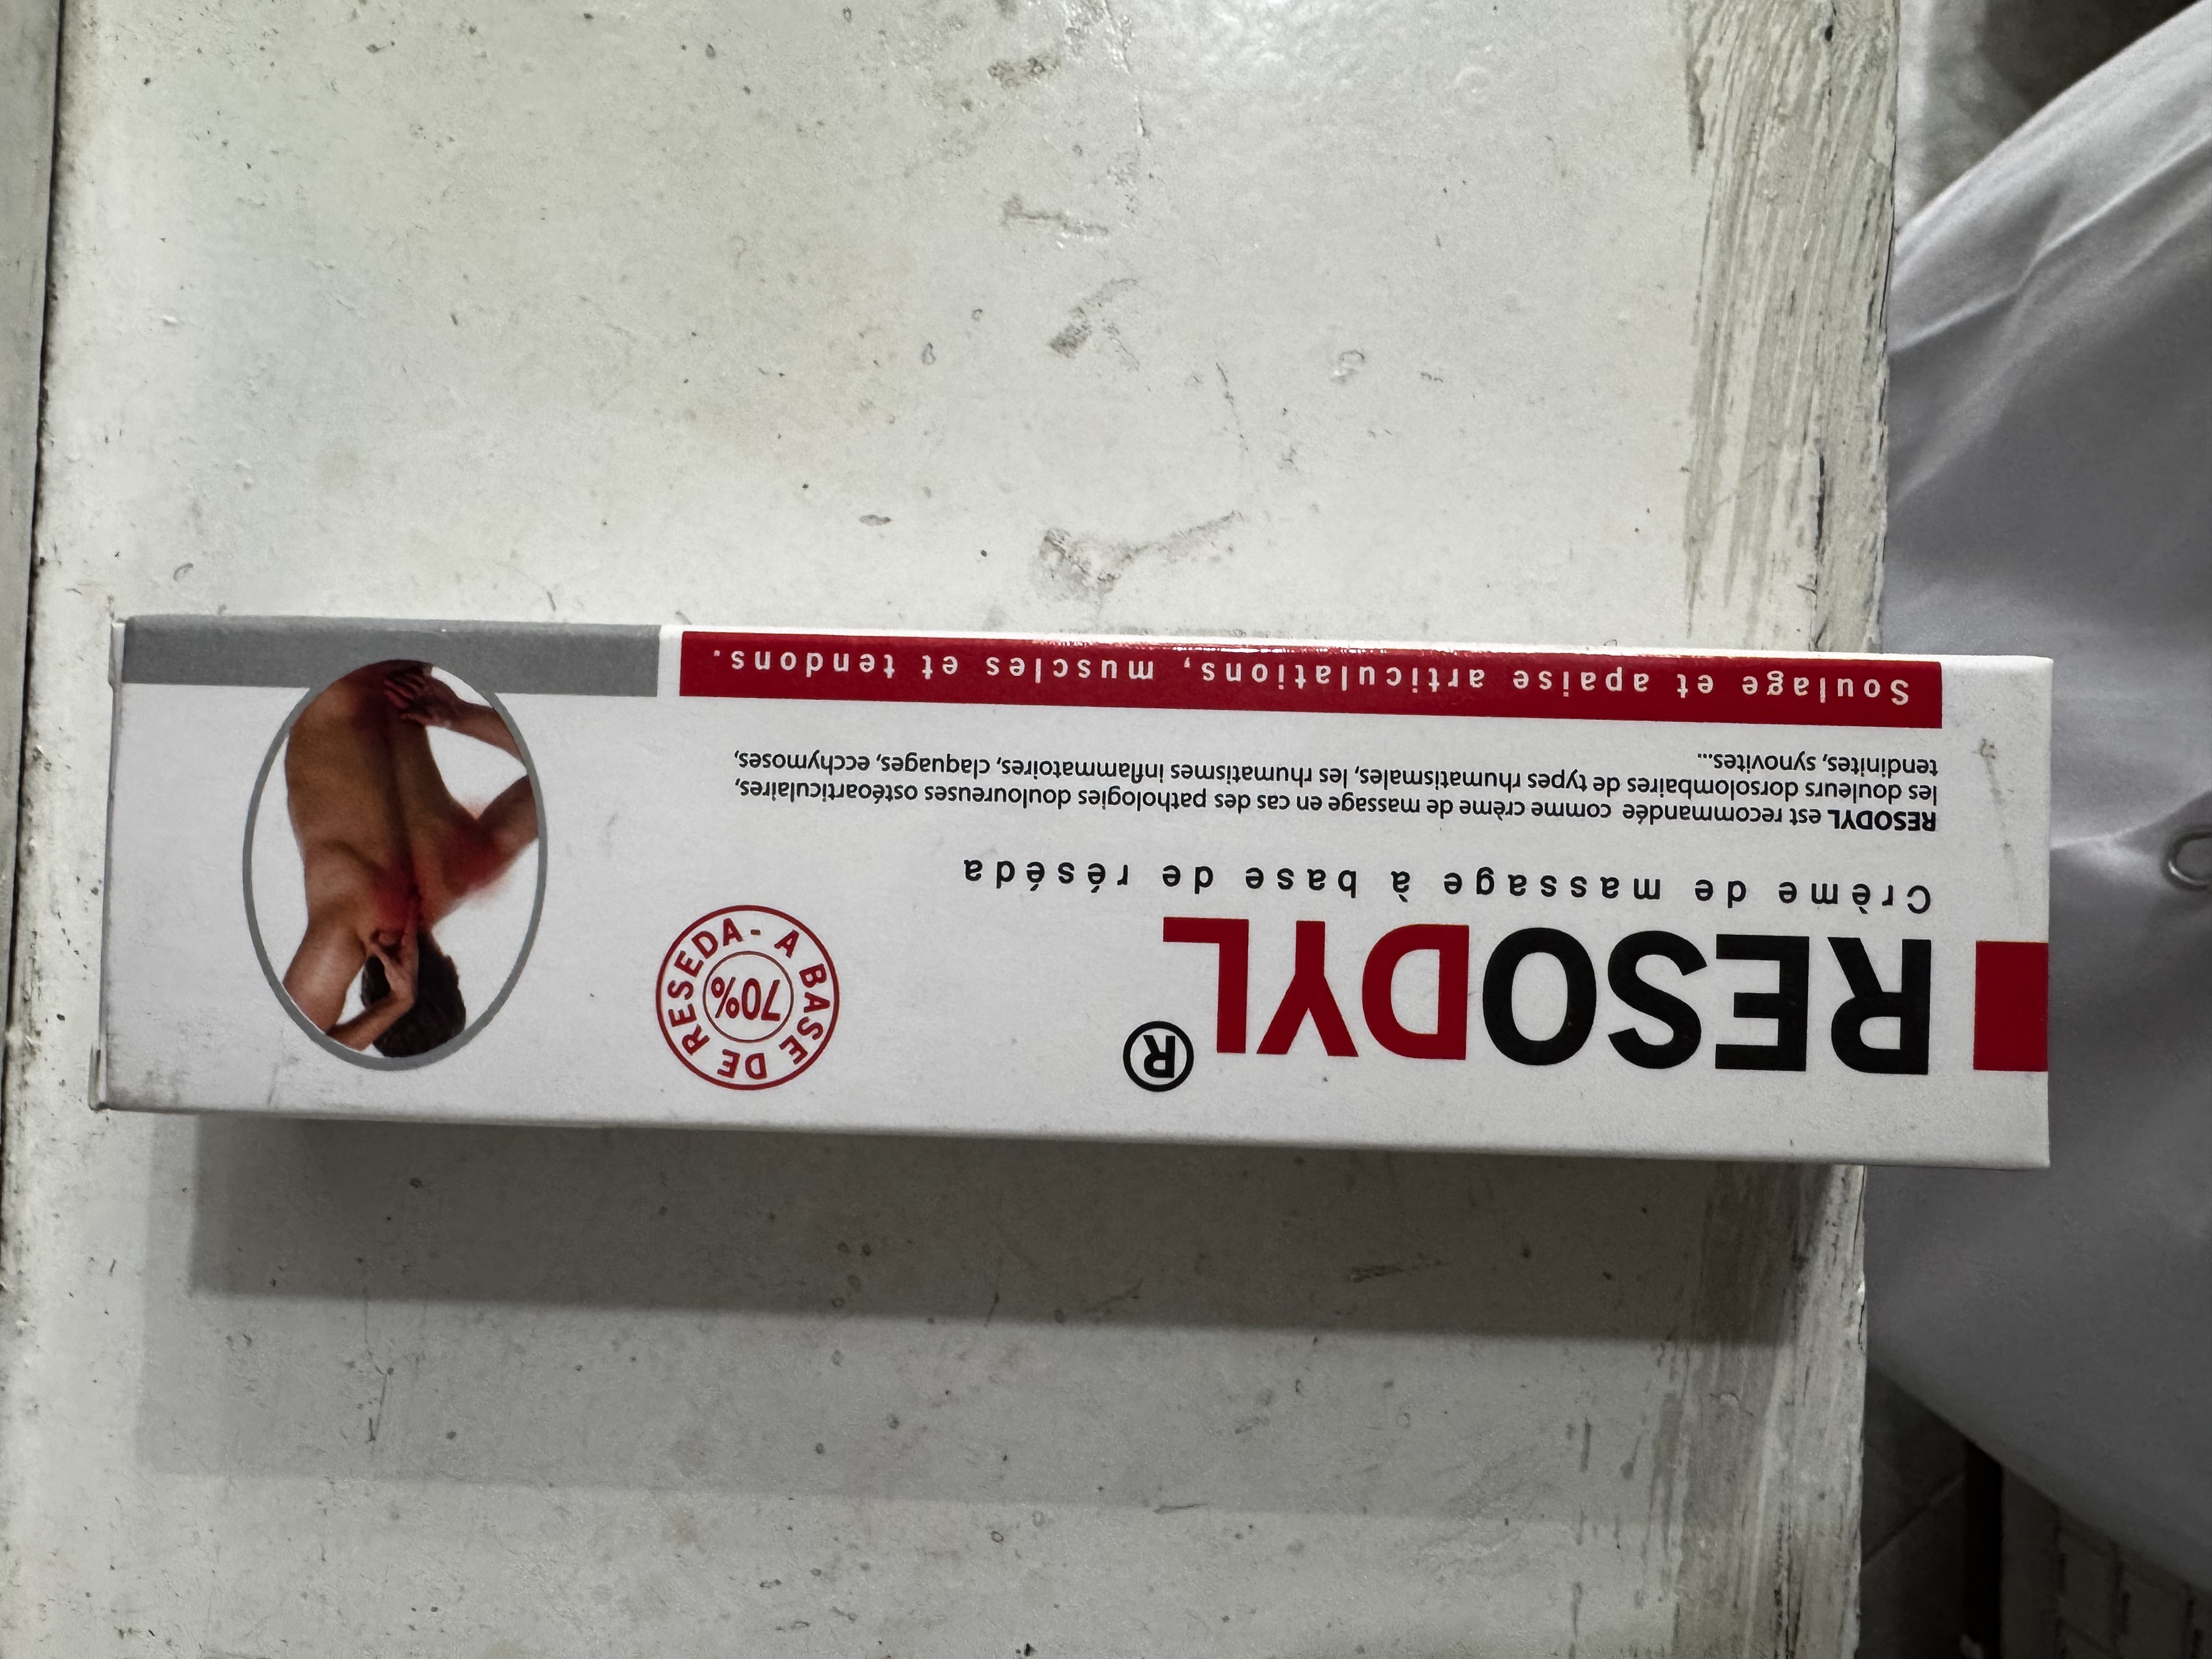 RESODYL®
Crème de massage à base de réséda
A BASE DE RESEDA -
70%
RESODYL est recommandée comme crème de massage en cas des pathologies douloureuses ostéoarticulaires,
les douleurs dorsolombaires de types rhumatismales, les rhumatismes inflammatoires, claquages, ecchymoses,
tendinites, synovites...
Soulage et apaise articulations, muscles et tendons.